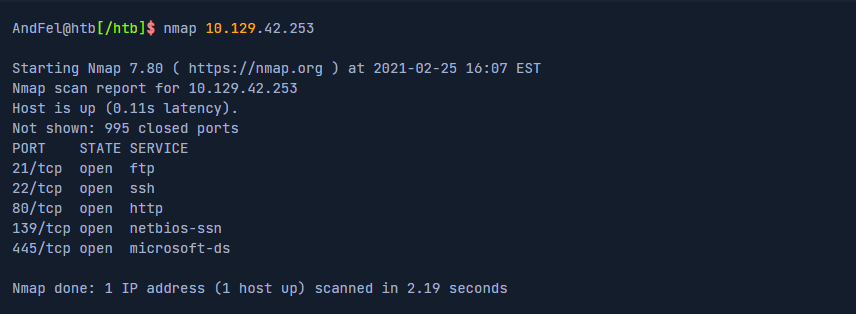 AndFel@htb[/htb]$ nmap 10.129.42.253
Starting Nmap 7.80 ( https://nmap.org ) at 2021-02-25 16:07 EST
Nmap scan report for 10.129.42.253
Host is up (0.11s latency).
Not shown: 995 closed ports
PORT    STATE SERVICE
21/tcp  open  ftp
22/tcp  open  ssh
80/tcp  open  http
139/tcp open  netbios-ssn
445/tcp open  microsoft-ds
Nmap done: 1 IP address (1 host up) scanned in 2.19 seconds